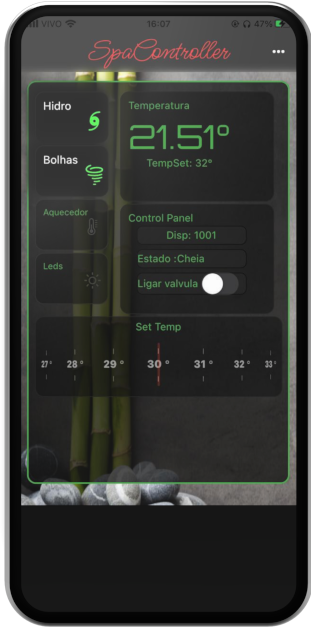 VIVO 16:07 47%
SpaController
Hidro
Bolhas
Aquecedor
Leds
Temperatura
21.51°
TempSet: 32°
Control Panel
Disp: 1001
Estado :Cheia
Ligar valvula
Set Temp
27° 28° 29° 30° 31° 32° 33°